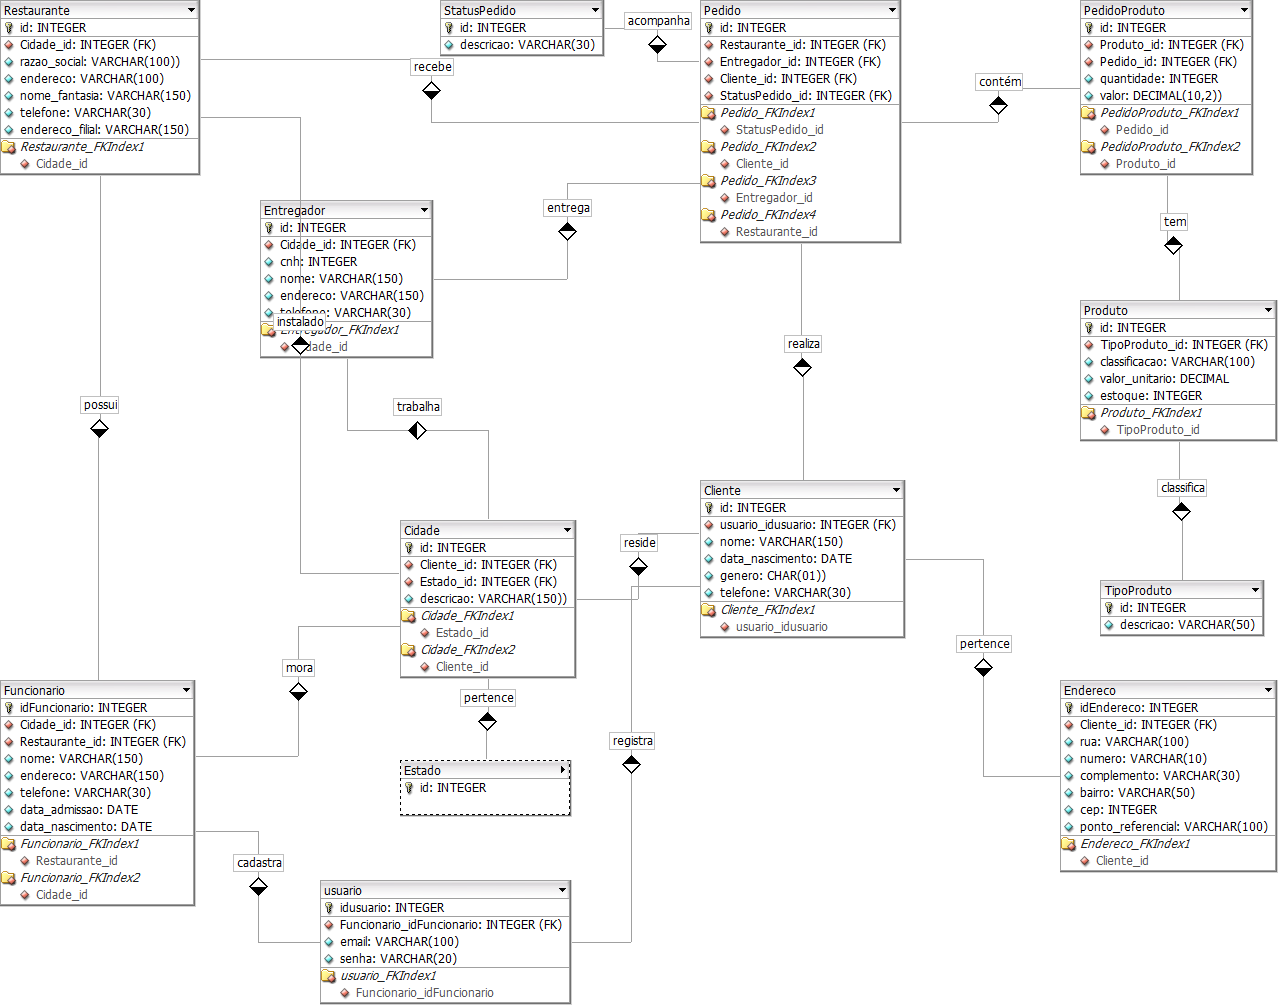 Restaurante
id: INTEGER
Cidade_id: INTEGER (FK)
razao_social: VARCHAR(100))
endereco: VARCHAR(100)
nome_fantasia: VARCHAR(150)
telefone: VARCHAR(30)
endereco_filial: VARCHAR(150)
Restaurante_FKIndex1
Cidade_id
StatusPedido
id: INTEGER
descricao: VARCHAR(30)
acompanha
recebe
Pedido
id: INTEGER
Restaurante_id: INTEGER (FK)
Entregador_id: INTEGER (FK)
Cliente_id: INTEGER (FK)
StatusPedido_id: INTEGER (FK)
Pedido_FKIndex1
StatusPedido_id
Pedido_FKIndex2
Cliente_id
Pedido_FKIndex3
Entregador_id
Pedido_FKIndex4
Restaurante_id
contém
PedidoProduto
id: INTEGER
Produto_id: INTEGER (FK)
Pedido_id: INTEGER (FK)
quantidade: INTEGER
valor: DECIMAL(10,2))
PedidoProduto_FKIndex1
Pedido_id
PedidoProduto_FKIndex2
Produto_id
tem
Entregador
id: INTEGER
Cidade_id: INTEGER (FK)
cnh: INTEGER
nome: VARCHAR(150)
endereco: VARCHAR(150)
telefone: VARCHAR(30)
Entregador_FKIndex1
Cidade_id
instalado
entrega
realiza
Produto
id: INTEGER
TipoProduto_id: INTEGER (FK)
classificacao: VARCHAR(100)
valor_unitario: DECIMAL
estoque: INTEGER
Produto_FKIndex1
TipoProduto_id
possui
trabalha
classifica
Cidade
id: INTEGER
Cliente_id: INTEGER (FK)
Estado_id: INTEGER (FK)
descricao: VARCHAR(150))
Cidade_FKIndex1
Estado_id
Cidade_FKIndex2
Cliente_id
reside
Cliente
id: INTEGER
usuario_idusuario: INTEGER (FK)
nome: VARCHAR(150)
data_nascimento: DATE
genero: CHAR(01))
telefone: VARCHAR(30)
Cliente_FKIndex1
usuario_idusuario
TipoProduto
id: INTEGER
descricao: VARCHAR(50)
pertence
mora
pertence
registra
Funcionario
idFuncionario: INTEGER
Cidade_id: INTEGER (FK)
Restaurante_id: INTEGER (FK)
nome: VARCHAR(150)
endereco: VARCHAR(150)
telefone: VARCHAR(30)
data_admissao: DATE
data_nascimento: DATE
Funcionario_FKIndex1
Restaurante_id
Funcionario_FKIndex2
Cidade_id
Estado
id: INTEGER
Endereco
idEndereco: INTEGER
Cliente_id: INTEGER (FK)
rua: VARCHAR(100)
numero: VARCHAR(10)
complemento: VARCHAR(30)
bairro: VARCHAR(50)
cep: INTEGER
ponto_referencial: VARCHAR(100)
Endereco_FKIndex1
Cliente_id
cadastra
usuario
idusuario: INTEGER
Funcionario_idFuncionario: INTEGER (FK)
email: VARCHAR(100)
senha: VARCHAR(20)
usuario_FKIndex1
Funcionario_idFuncionario